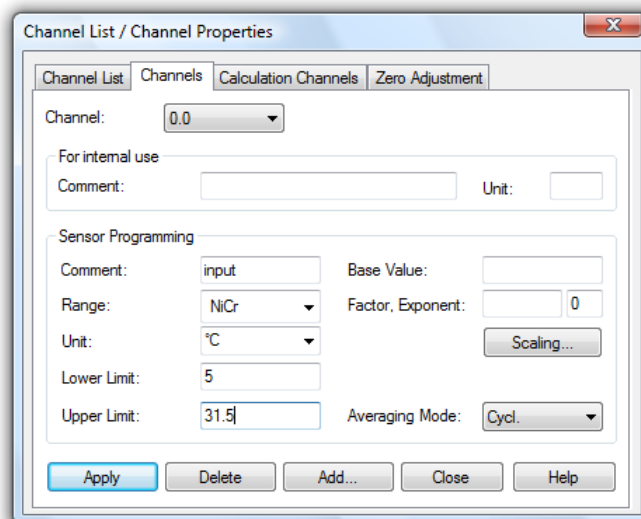 Channel List / Channel Properties
Channel List Channels Calculation Channels Zero Adjustment
Channel: 0.0
For internal use
Comment: Unit:
Sensor Programming
Comment: input Base Value:
Range: NiCr Factor, Exponent: 0
Unit: °C Scaling...
Lower Limit: 5
Upper Limit: 31.5 Averaging Mode: Cycl.
Apply Delete Add... Close Help